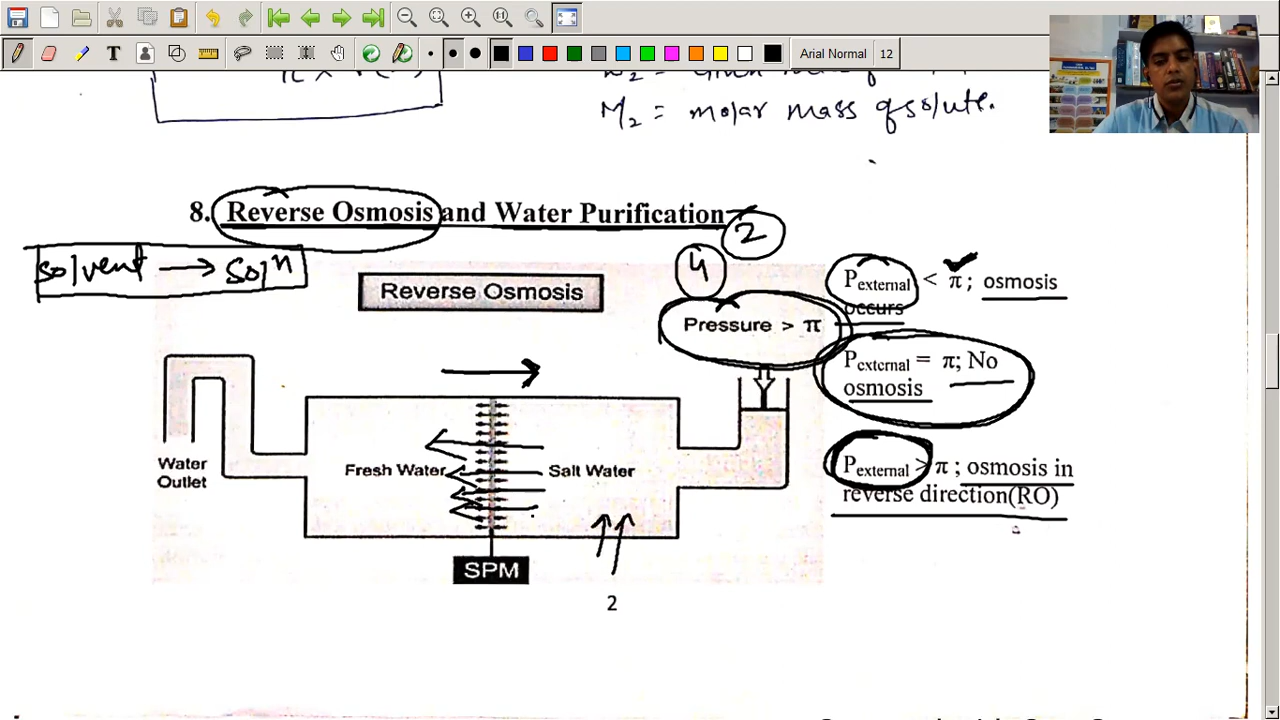 T
Arial Normal 12
M2 = molar mass of solute.
8. Reverse Osmosis and Water Purification
2
solvent → solⁿ
4
Reverse Osmosis
Pressure > π
Pexternal < π ; osmosis
occurs
Pexternal = π; No
osmosis
Pexternal > π ; osmosis in
reverse direction(RO)
Water
Outlet
Fresh Water
Salt Water
SPM
2